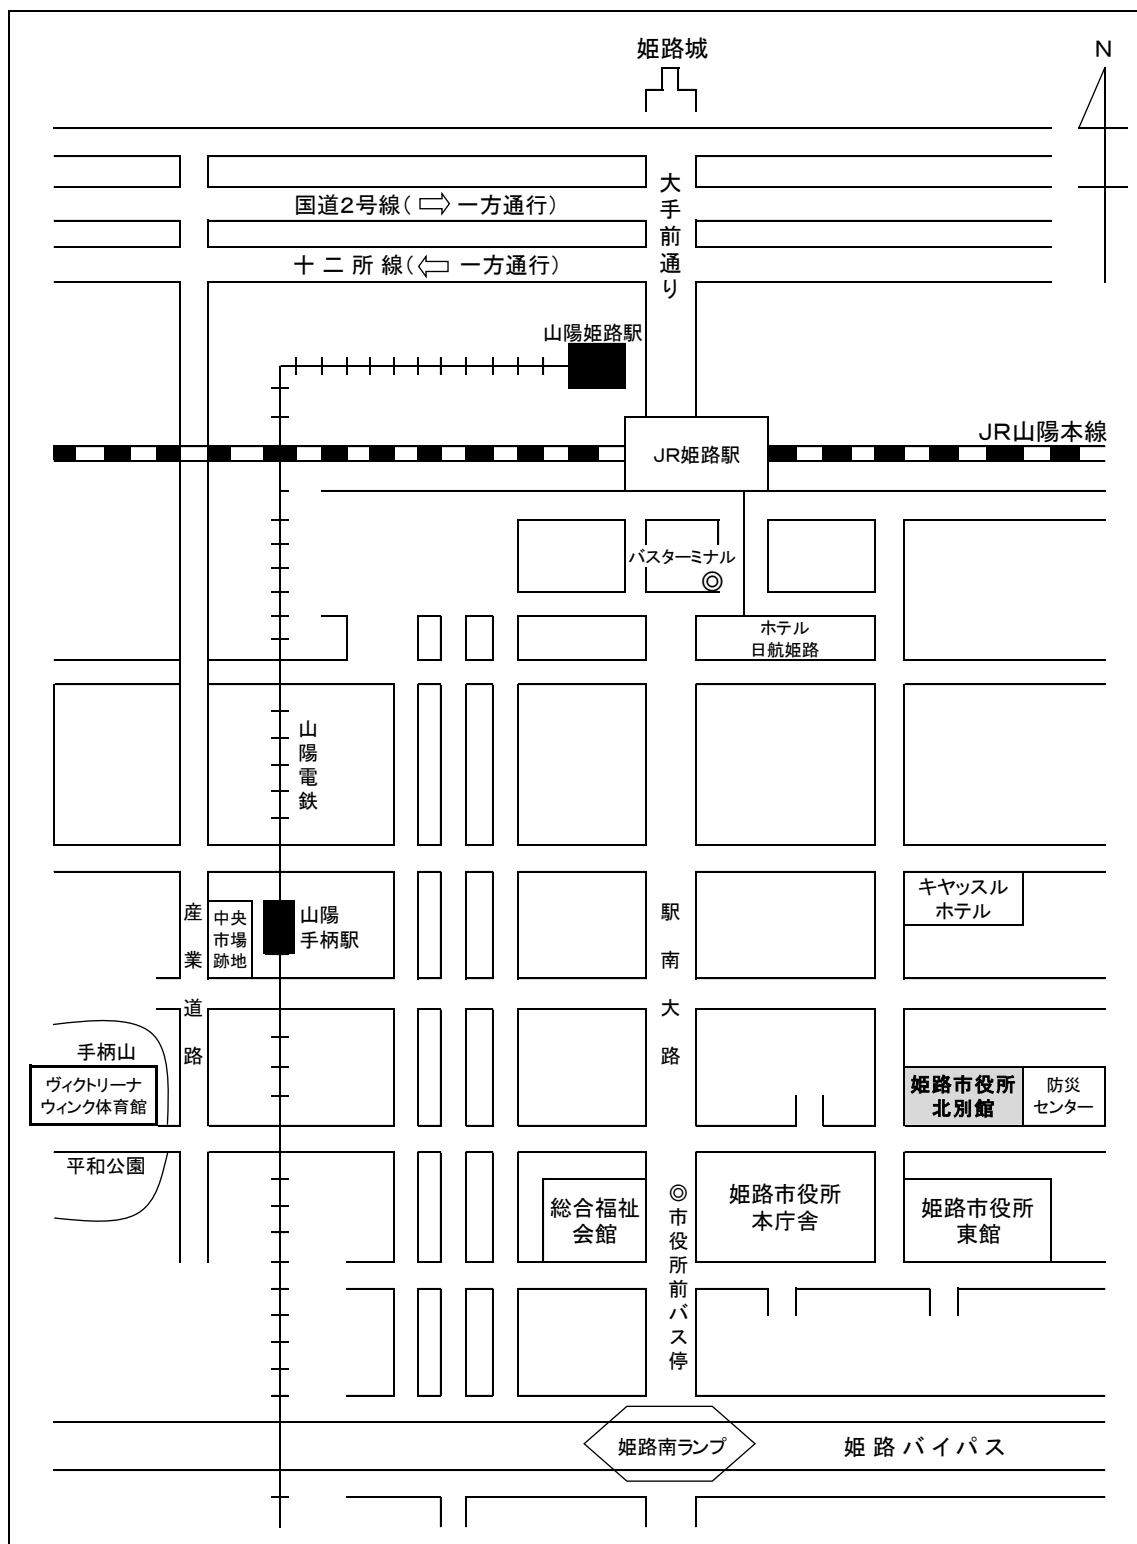 姫路城
N
大手前通り
国道2号線(⇨一方通行)
十二所線(⇦一方通行)
山陽姫路駅
JR山陽本線
JR姫路駅
バスターミナル
◎
ホテル
日航姫路
山陽電鉄
キヤッスル
ホテル
産業道路
中央
市場
跡地
山陽
手柄駅
駅南大路
手柄山
ヴィクトリーナ
ウィンク体育館
姫路市役所
北別館
防災
センター
平和公園
総合福祉
会館
◎市役所前バス停
姫路市役所
本庁舎
姫路市役所
東館
姫路南ランプ
姫路バイパス